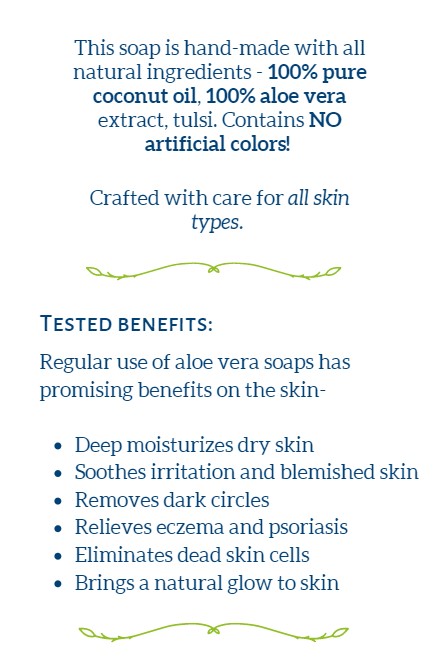 This soap is hand-made with all
natural ingredients - 100% pure
coconut oil, 100% aloe vera
extract, tulsi. Contains NO
artificial colors!
Crafted with care for all skin
types.
TESTED BENEFITS:
Regular use of aloe vera soaps has
promising benefits on the skin-
• Deep moisturizes dry skin
• Soothes irritation and blemished skin
• Removes dark circles
• Relieves eczema and psoriasis
• Eliminates dead skin cells
• Brings a natural glow to skin